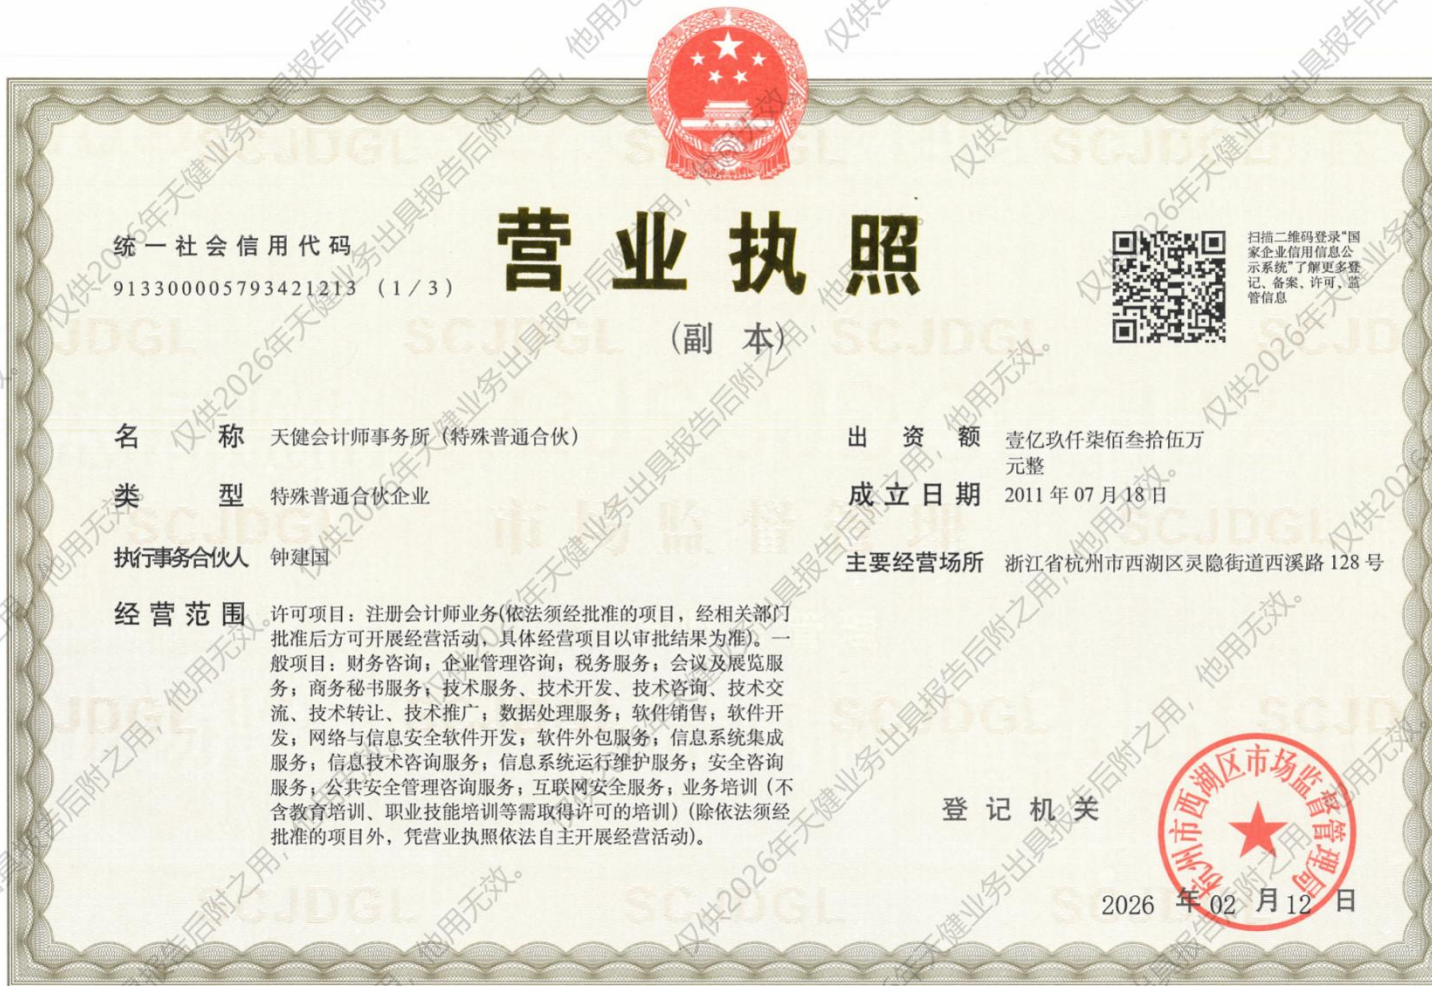 营业执照
(副 本)
统一社会信用代码
913300005793421213 (1/3)
扫描二维码登录“国
家企业信用信息公
示系统”了解更多登
记、备案、许可、监
管信息
名 称 天健会计师事务所（特殊普通合伙）
类 型 特殊普通合伙企业
执行事务合伙人 钟建国
经营范围 许可项目：注册会计师业务(依法须经批准的项目，经相关部门
批准后方可开展经营活动，具体经营项目以审批结果为准)。一
般项目：财务咨询；企业管理咨询；税务服务；会议及展览服
务；商务秘书服务；技术服务、技术开发、技术咨询、技术交
流、技术转让、技术推广；数据处理服务；软件销售；软件开
发；网络与信息安全软件开发；软件外包服务；信息系统集成
服务；信息技术咨询服务；信息系统运行维护服务；安全咨询
服务；公共安全管理咨询服务；互联网安全服务；业务培训（不
含教育培训、职业技能培训等需取得许可的培训）(除依法须经
批准的项目外，凭营业执照依法自主开展经营活动)。
出资额 壹亿玖仟柒佰叁拾伍万
元整
成立日期 2011年07月18日
主要经营场所 浙江省杭州市西湖区灵隐街道西溪路128号
登记机关
杭州市西湖区市场监督管理局
2026 年 02 月 12 日
仅供2026年天健业务出具报告后附之用，他用无效。
SCJDGL
市场监督管理